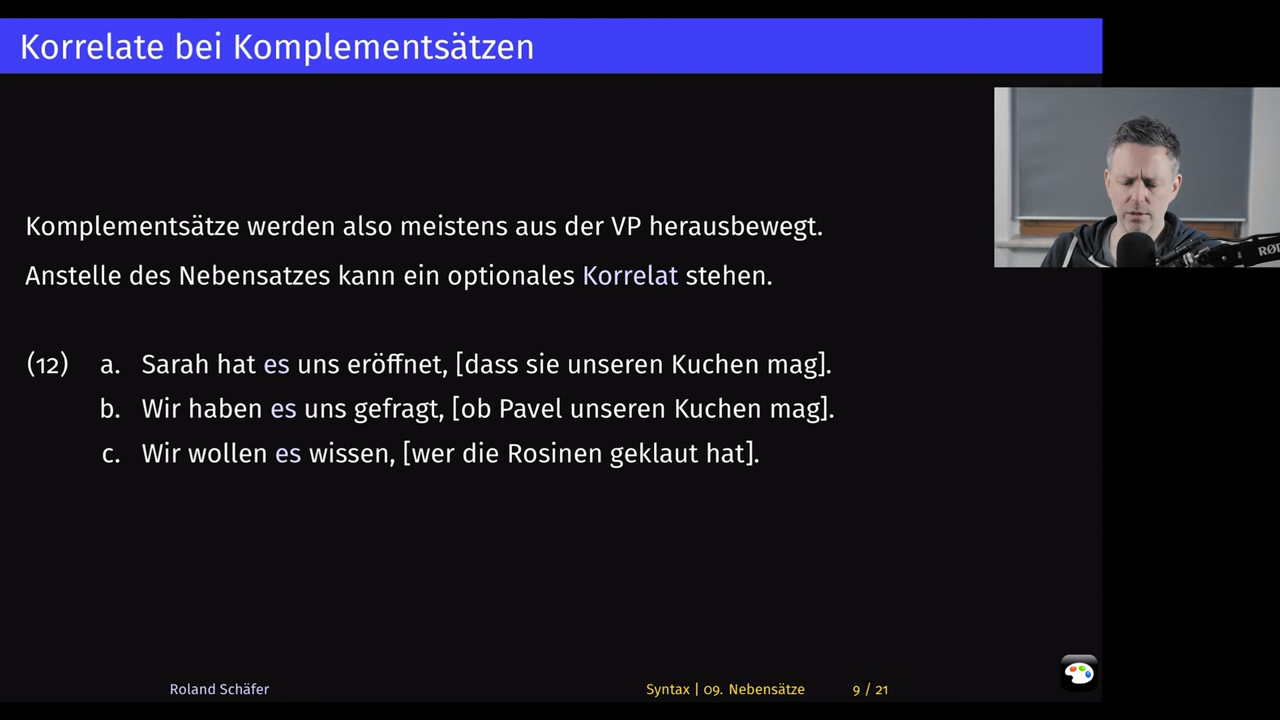 Korrelate bei Komplementsätzen
Komplementsätze werden also meistens aus der VP herausbewegt.
Anstelle des Nebensatzes kann ein optionales Korrelat stehen.
(12) a. Sarah hat es uns eröffnet, [dass sie unseren Kuchen mag].
b. Wir haben es uns gefragt, [ob Pavel unseren Kuchen mag].
c. Wir wollen es wissen, [wer die Rosinen geklaut hat].
Roland Schäfer Syntax | 09. Nebensätze 9 / 21